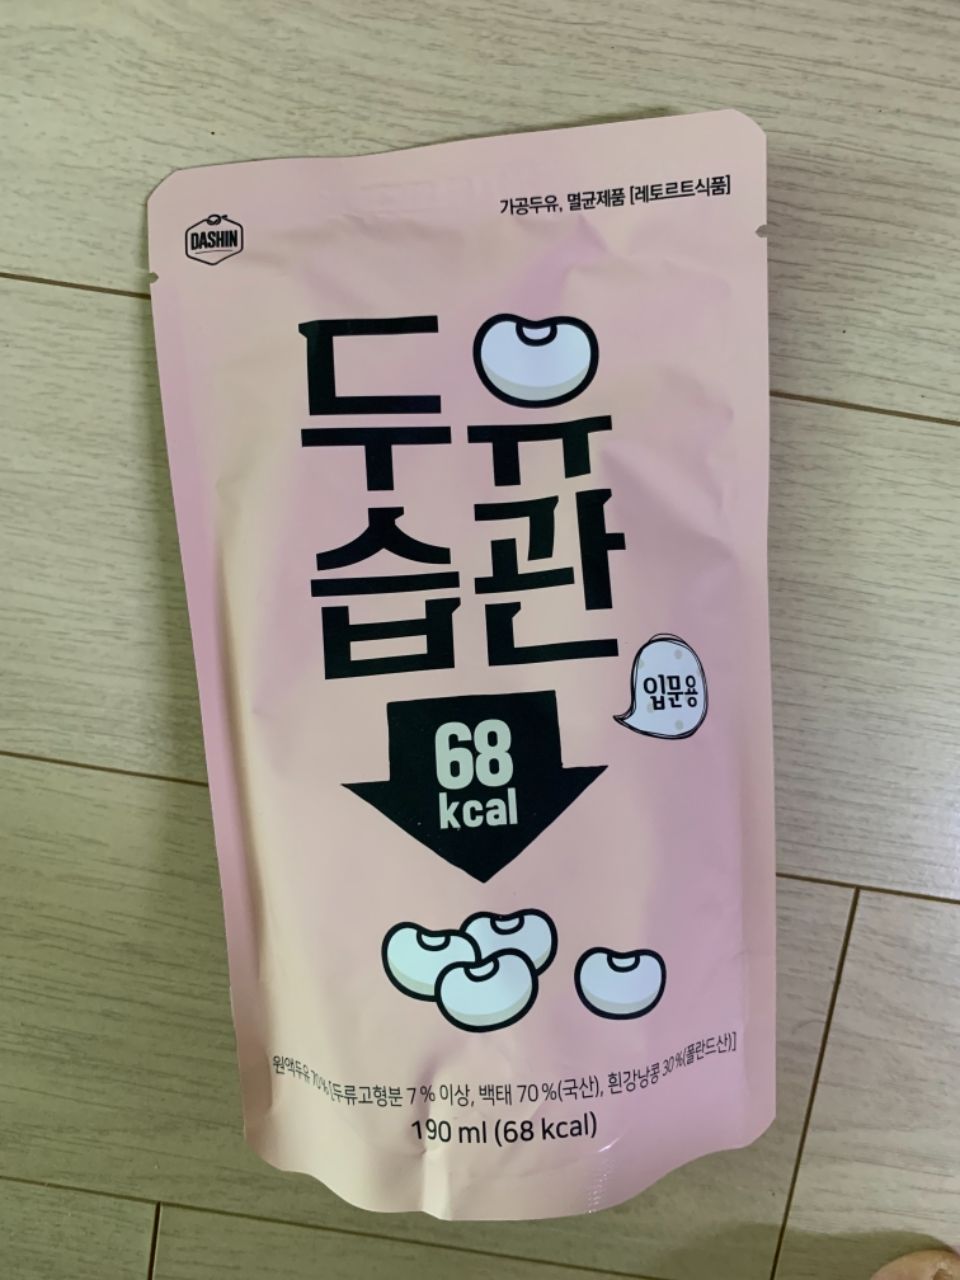 DASHIN
가공두유, 멸균제품 [레토르트식품]
두유
습관
입문용
68
kcal
원액두유 70%[두류고형분 7% 이상, 백태 70%(국산), 흰강낭콩 30%(폴란드산)]
190 ml (68 kcal)